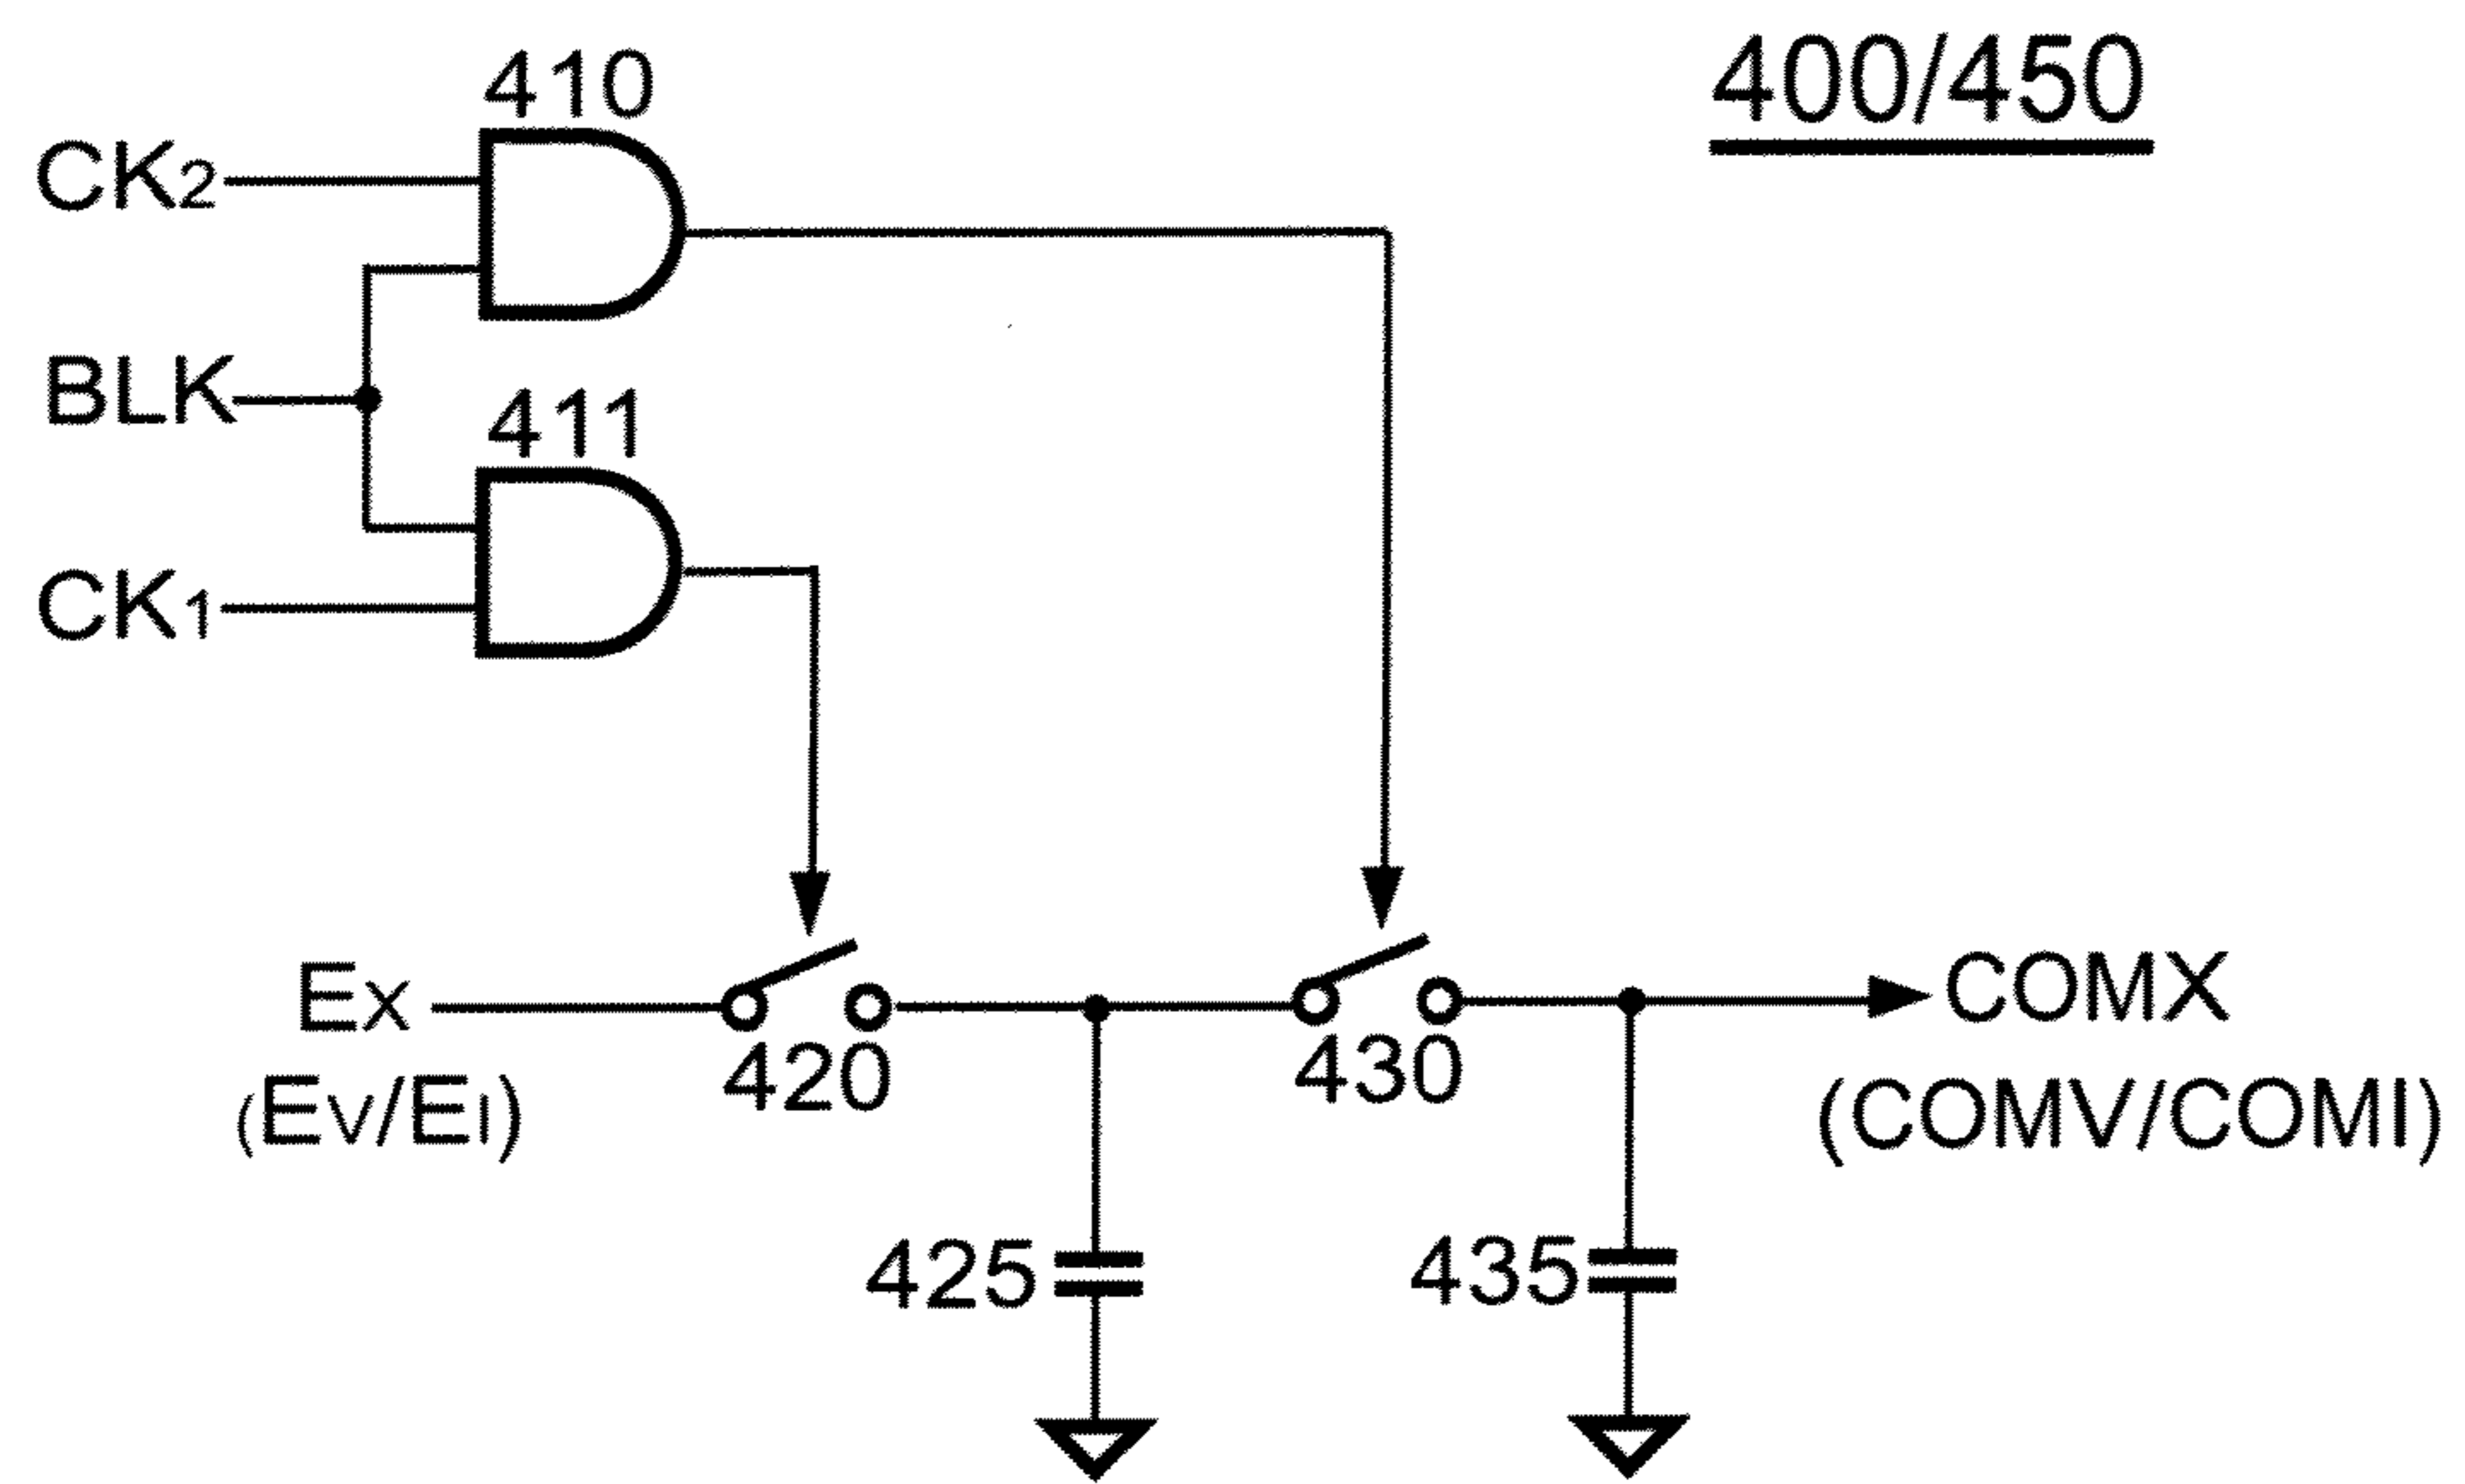 400/450
410
CK2
BLK
411
CK1
EX
(EV/EI)
420
430
COMX
(COMV/COMI)
425
435